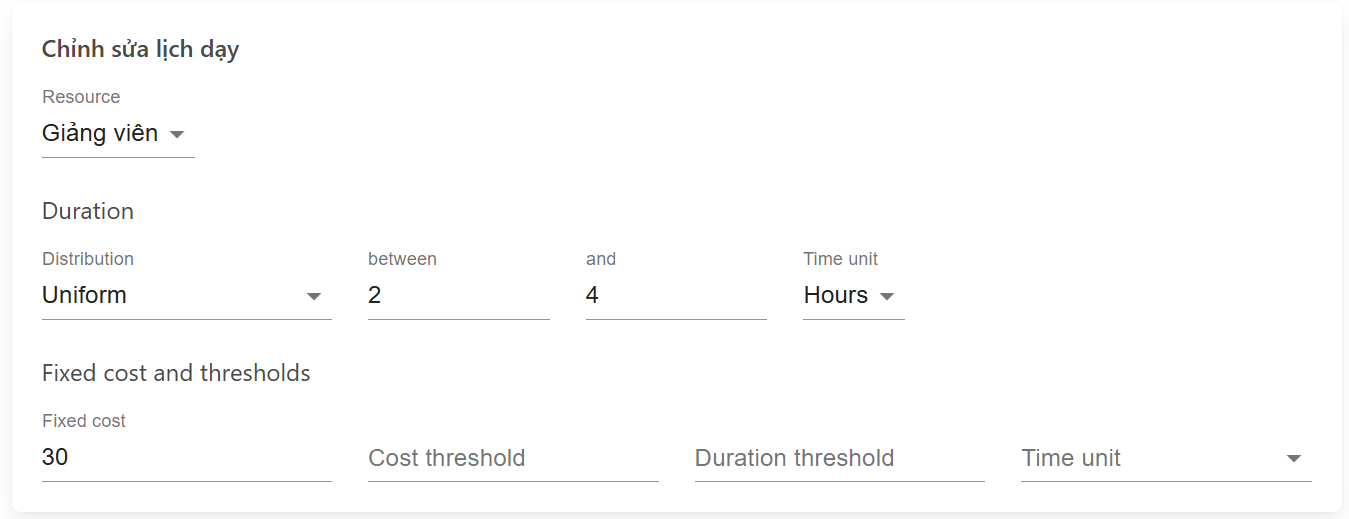 Chỉnh sửa lịch dạy
Resource
Giảng viên
Duration
Distribution between and Time unit
Uniform 2 4 Hours
Fixed cost and thresholds
Fixed cost
30 Cost threshold Duration threshold Time unit